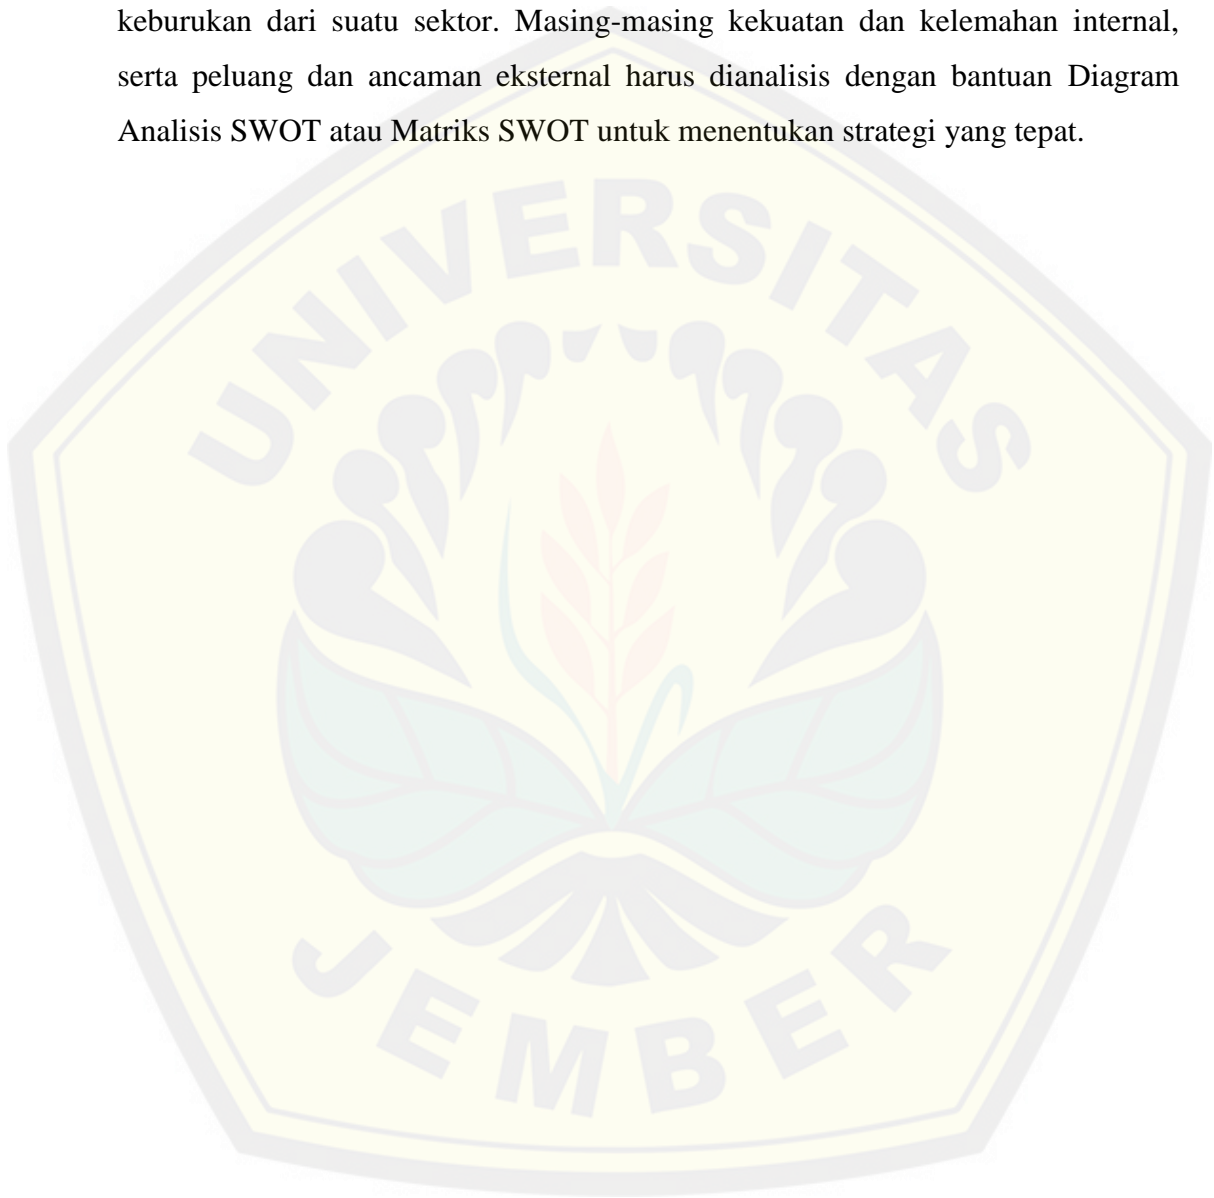 keburukan dari suatu sektor. Masing-masing kekuatan dan kelemahan internal,
serta peluang dan ancaman eksternal harus dianalisis dengan bantuan Diagram
Analisis SWOT atau Matriks SWOT untuk menentukan strategi yang tepat.
UNIVERSITAS
JEMBER